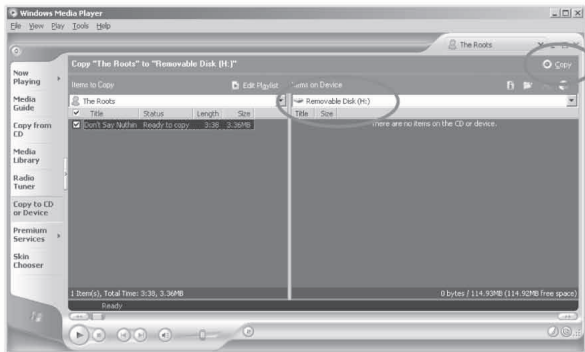 Windows Media Player
File View Play Tools Help
The Roots
Copy "The Roots" to "Removable Disk (H:)"
Copy
Now Playing
Media Guide
Copy from CD
Media Library
Radio Tuner
Copy to CD or Device
Premium Services
Skin Chooser
Items to Copy
Edit Playlist
Items on Device
The Roots
Removable Disk (H:)
Title Status Length Size
Title Size
Don't Say Nuthin Ready to copy 3:38 3.36MB
There are no items on the CD or device.
1 Item(s), Total Time: 3:38, 3.36MB
0 bytes / 114.93MB (114.92MB free space)
Ready